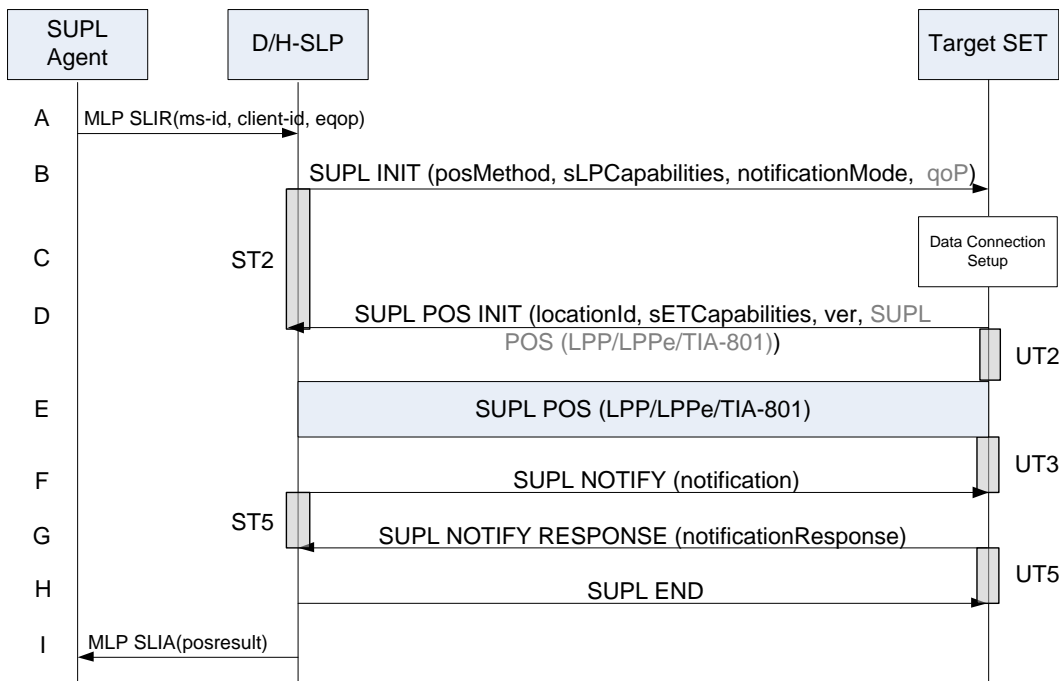 SUPL
Agent
D/H-SLP
Target SET
A
MLP SLIR(ms-id, client-id, eqop)
B
SUPL INIT (posMethod, sLPCapabilities, notificationMode, qoP)
C
ST2
Data Connection
Setup
D
SUPL POS INIT (locationId, sETCapabilities, ver, SUPL
POS (LPP/LPPe/TIA-801))
UT2
E
SUPL POS (LPP/LPPe/TIA-801)
UT3
F
SUPL NOTIFY (notification)
ST5
G
SUPL NOTIFY RESPONSE (notificationResponse)
UT5
H
SUPL END
I
MLP SLIA(posresult)